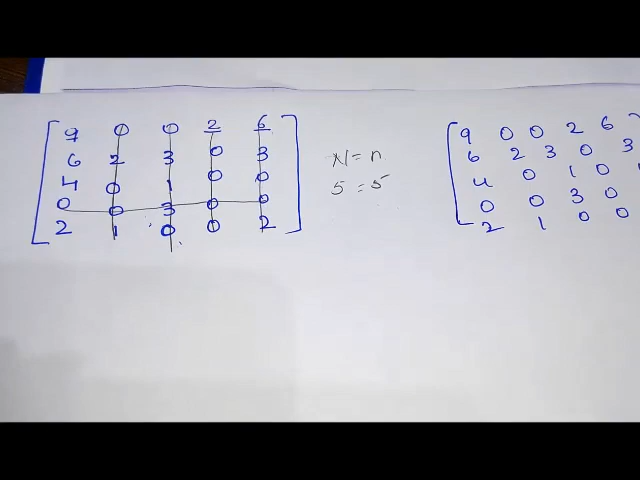 9 0 0 2 6
6 2 3 0 3
4 0 1 0 0
0 0 3 0 0
2 1 0 0 2
N = n
5 = 5
9 0 0 2 6
6 2 3 0 3
4 0 1 0
0 0 3 0
2 1 0 0